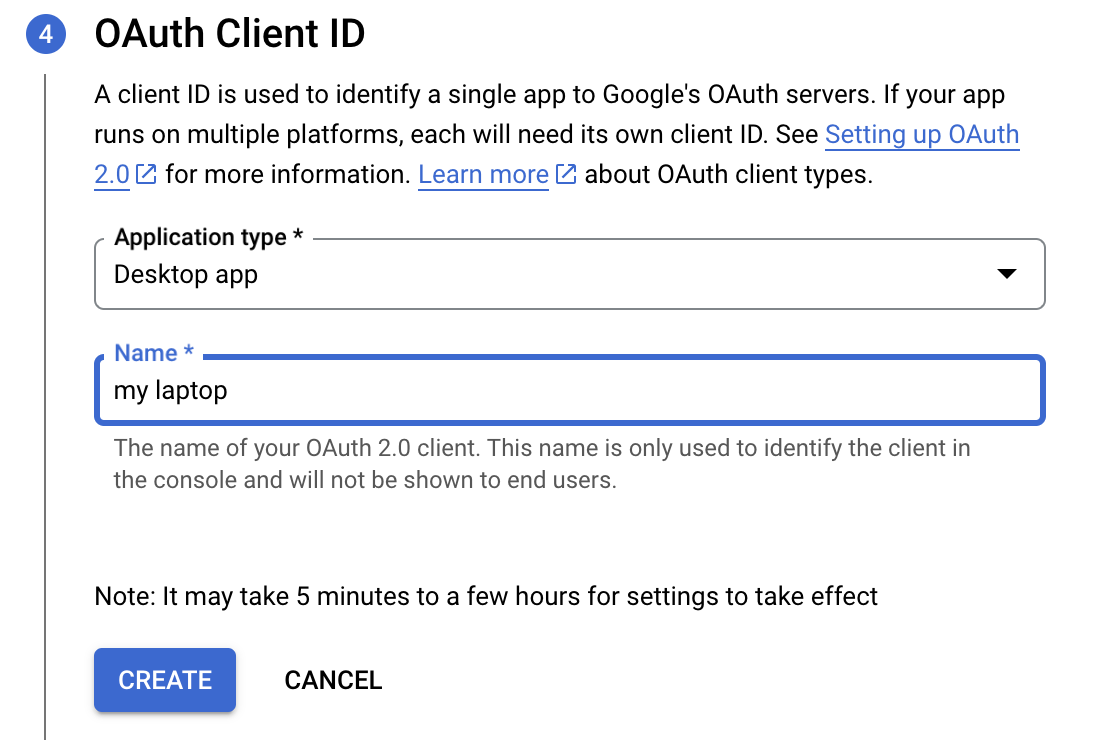 4 OAuth Client ID
A client ID is used to identify a single app to Google's OAuth servers. If your app
runs on multiple platforms, each will need its own client ID. See Setting up OAuth
2.0 for more information. Learn more about OAuth client types.
Application type *
Desktop app
Name *
my laptop
The name of your OAuth 2.0 client. This name is only used to identify the client in
the console and will not be shown to end users.
Note: It may take 5 minutes to a few hours for settings to take effect
CREATE CANCEL